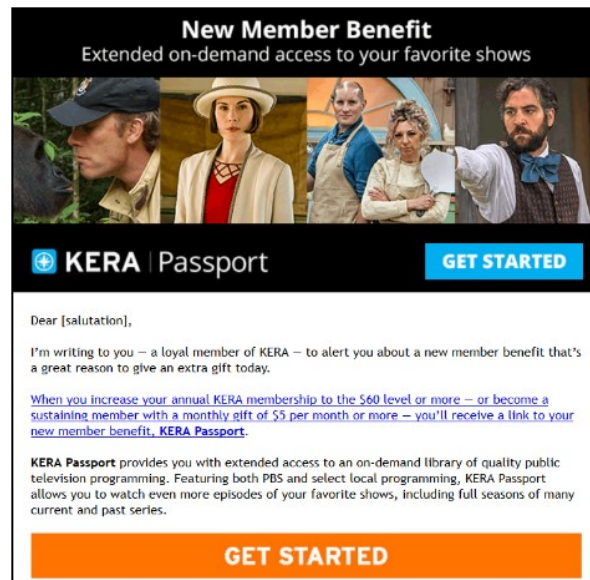 New Member Benefit
Extended on-demand access to your favorite shows
KERA | Passport
GET STARTED
Dear [salutation],
I'm writing to you — a loyal member of KERA — to alert you about a new member benefit that's
a great reason to give an extra gift today.
When you increase your annual KERA membership to the $60 level or more — or become a
sustaining member with a monthly gift of $5 per month or more — you'll receive a link to your
new member benefit, KERA Passport.
KERA Passport provides you with extended access to an on-demand library of quality public
television programming. Featuring both PBS and select local programming, KERA Passport
allows you to watch even more episodes of your favorite shows, including full seasons of many
current and past series.
GET STARTED